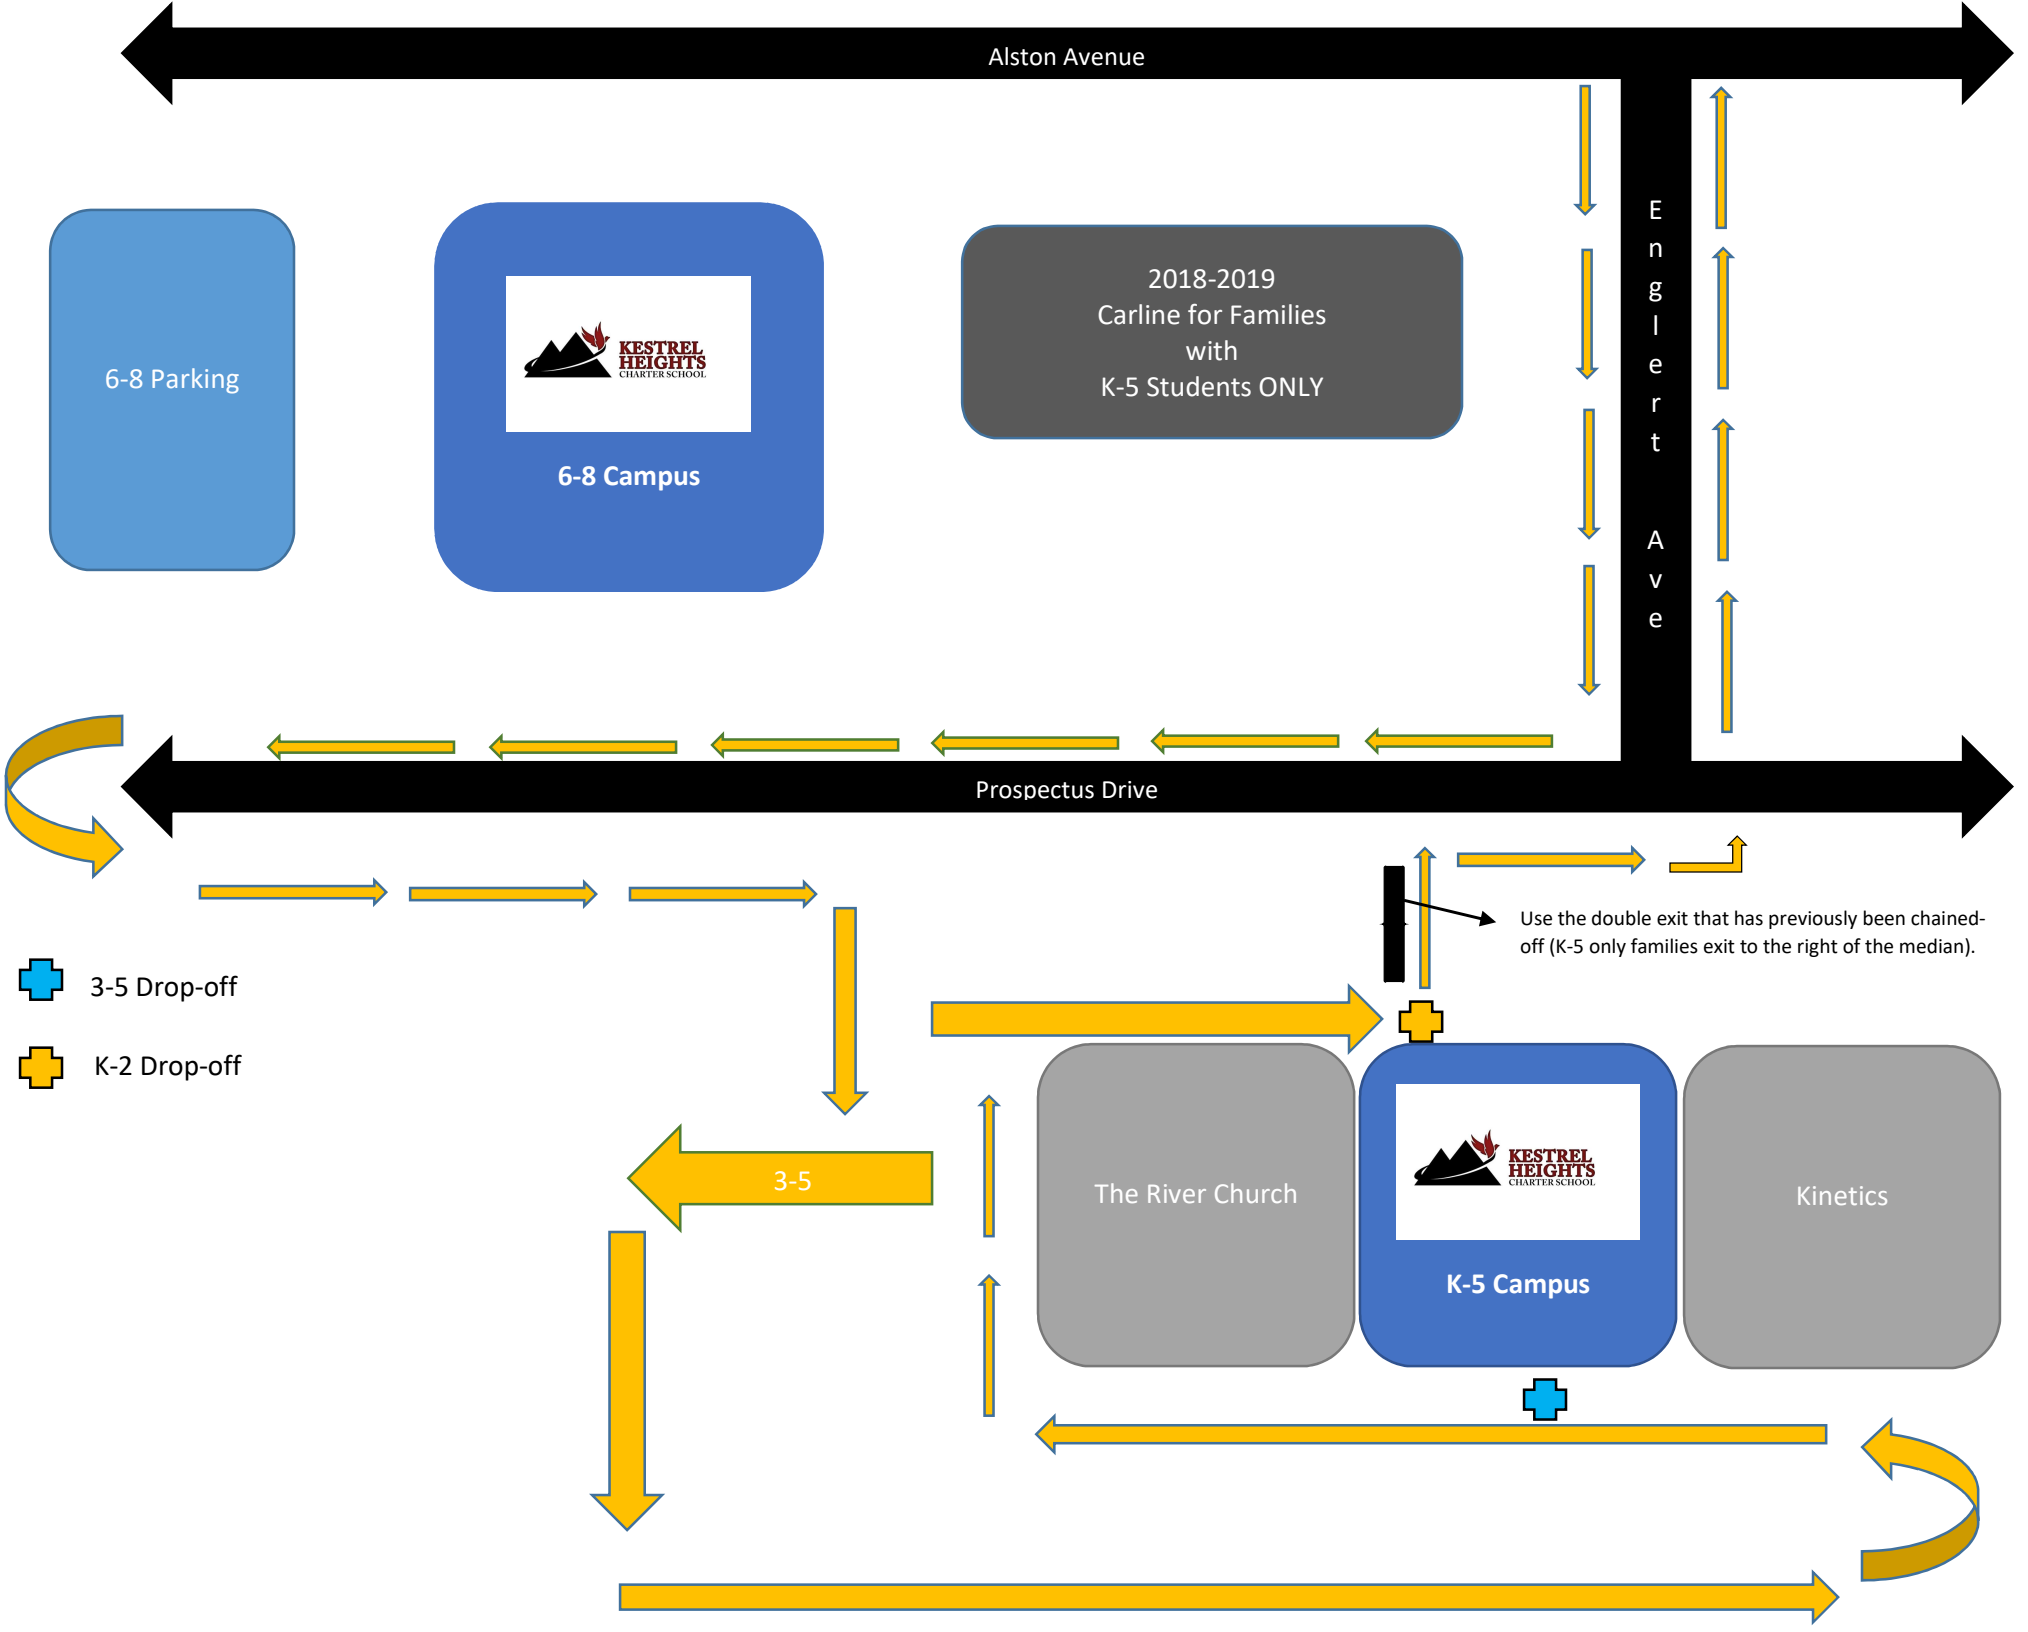 Alston Avenue
Englert Ave
2018-2019
Carline for Families
with
K-5 Students ONLY
6-8 Parking
KESTREL
HEIGHTS
CHARTER SCHOOL
6-8 Campus
Prospectus Drive
Use the double exit that has previously been chained-
off (K-5 only families exit to the right of the median).
3-5 Drop-off
K-2 Drop-off
3-5
The River Church
KESTREL
HEIGHTS
CHARTER SCHOOL
K-5 Campus
Kinetics